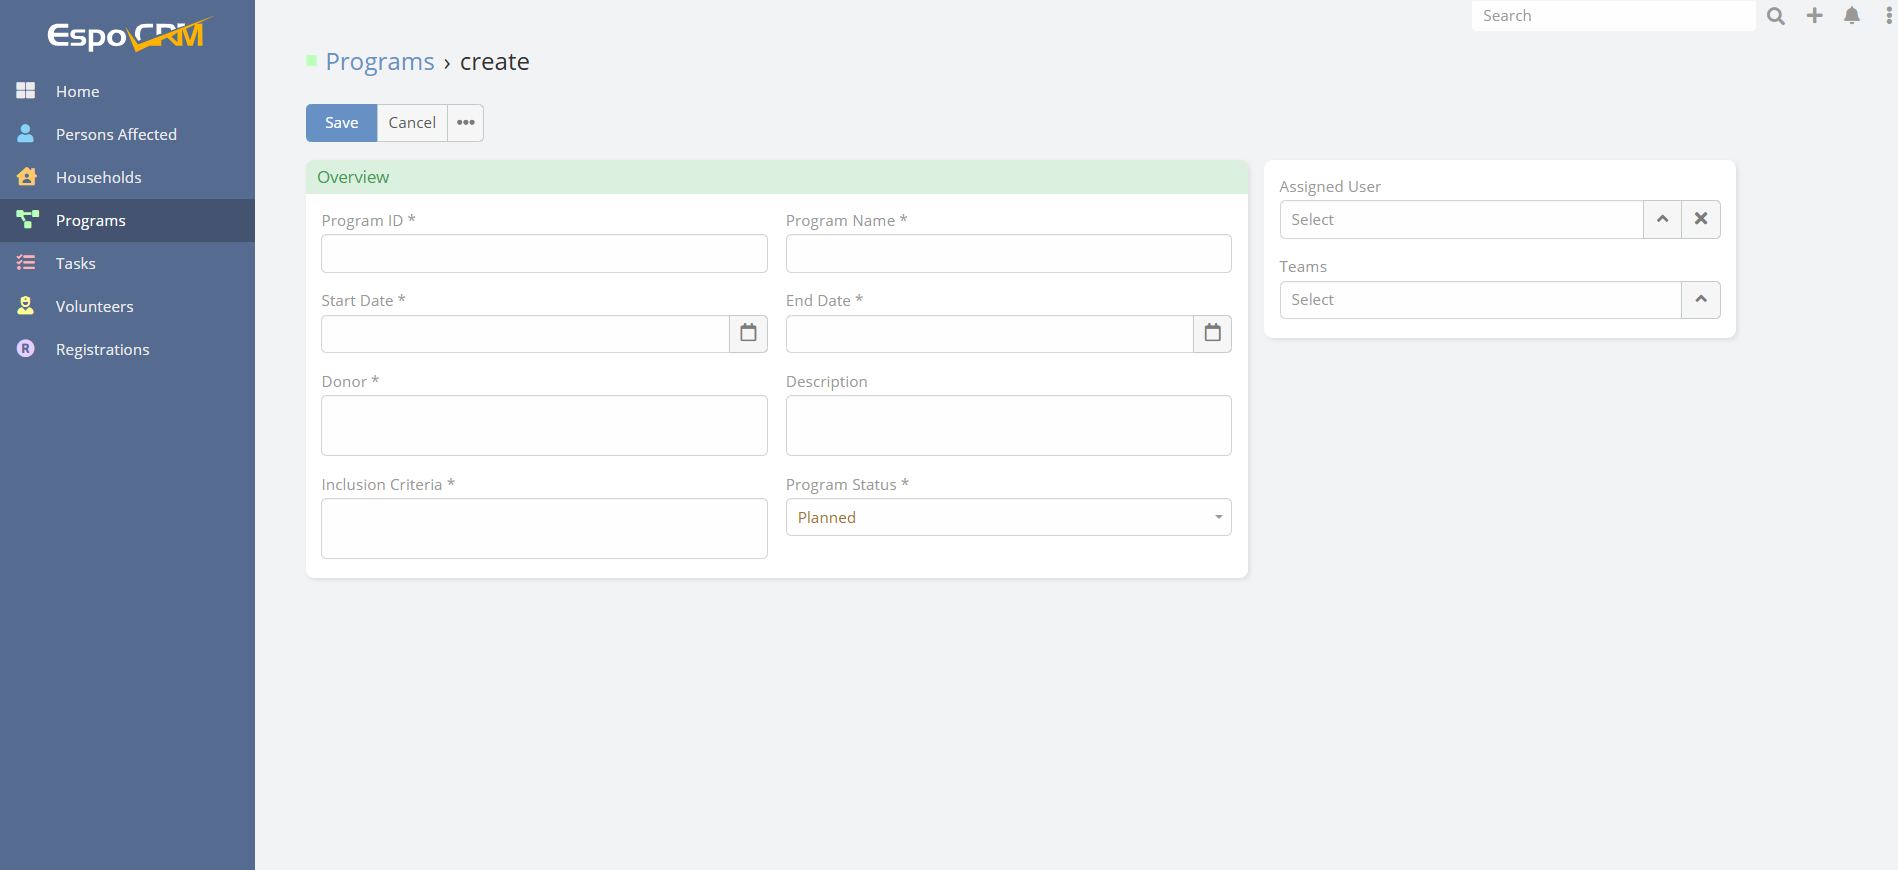 EspoCRM
Search
Home
Persons Affected
Households
Programs
Tasks
Volunteers
R Registrations
Programs › create
Save Cancel •••
Overview
Program ID *
Program Name *
Start Date *
End Date *
Donor *
Description
Inclusion Criteria *
Program Status *
Planned
Assigned User
Select
Teams
Select